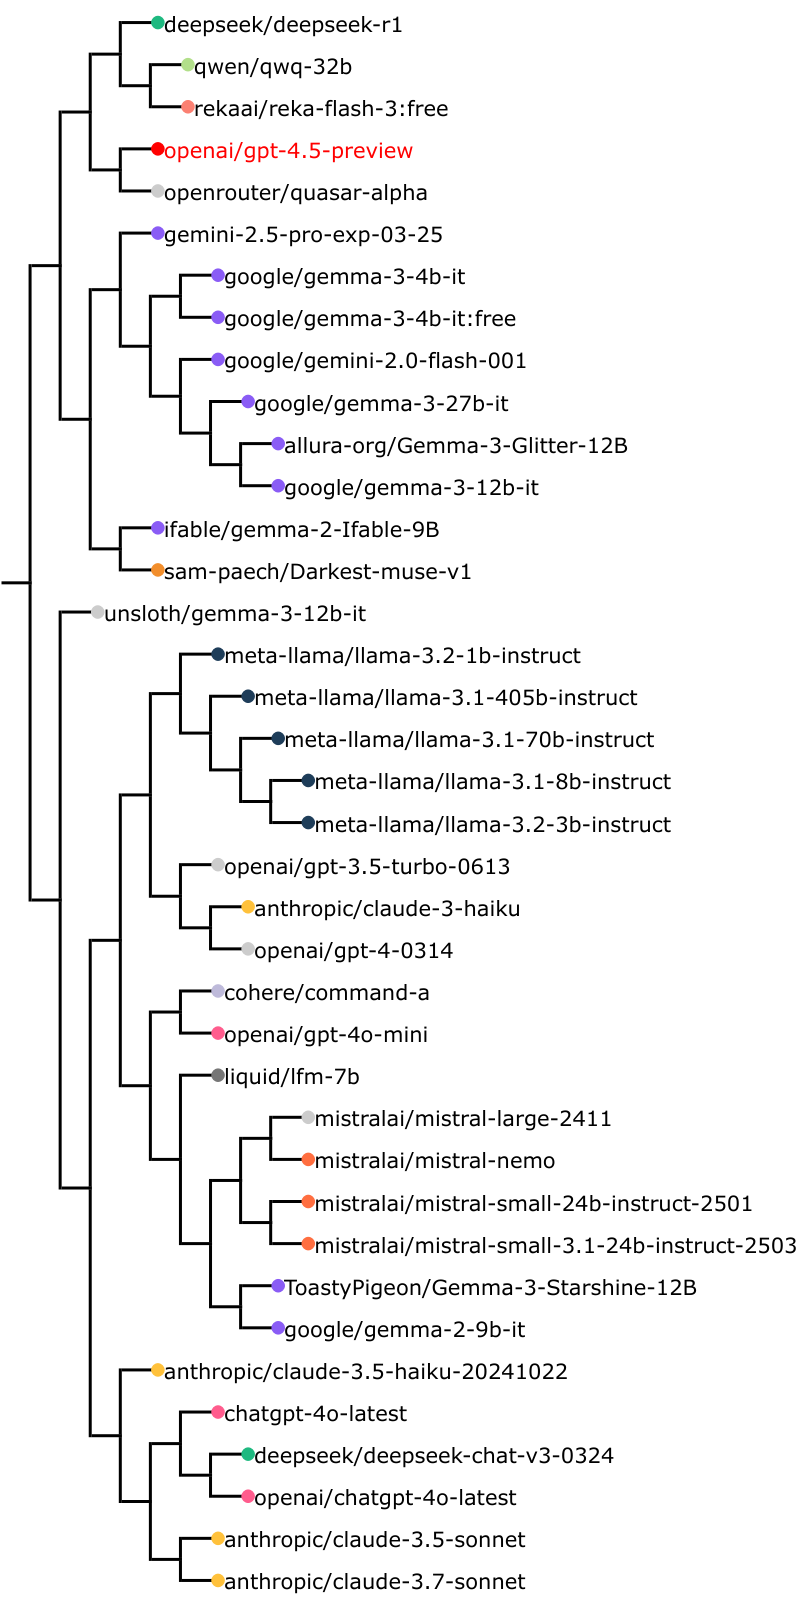 deepseek/deepseek-r1
qwen/qwq-32b
rekaai/reka-flash-3:free
openai/gpt-4.5-preview
openrouter/quasar-alpha
gemini-2.5-pro-exp-03-25
google/gemma-3-4b-it
google/gemma-3-4b-it:free
google/gemini-2.0-flash-001
google/gemma-3-27b-it
allura-org/Gemma-3-Glitter-12B
google/gemma-3-12b-it
ifable/gemma-2-Ifable-9B
sam-paech/Darkest-muse-v1
unsloth/gemma-3-12b-it
meta-llama/llama-3.2-1b-instruct
meta-llama/llama-3.1-405b-instruct
meta-llama/llama-3.1-70b-instruct
meta-llama/llama-3.1-8b-instruct
meta-llama/llama-3.2-3b-instruct
openai/gpt-3.5-turbo-0613
anthropic/claude-3-haiku
openai/gpt-4-0314
cohere/command-a
openai/gpt-4o-mini
liquid/lfm-7b
mistralai/mistral-large-2411
mistralai/mistral-nemo
mistralai/mistral-small-24b-instruct-2501
mistralai/mistral-small-3.1-24b-instruct-2503
ToastyPigeon/Gemma-3-Starshine-12B
google/gemma-2-9b-it
anthropic/claude-3.5-haiku-20241022
chatgpt-4o-latest
deepseek/deepseek-chat-v3-0324
openai/chatgpt-4o-latest
anthropic/claude-3.5-sonnet
anthropic/claude-3.7-sonnet